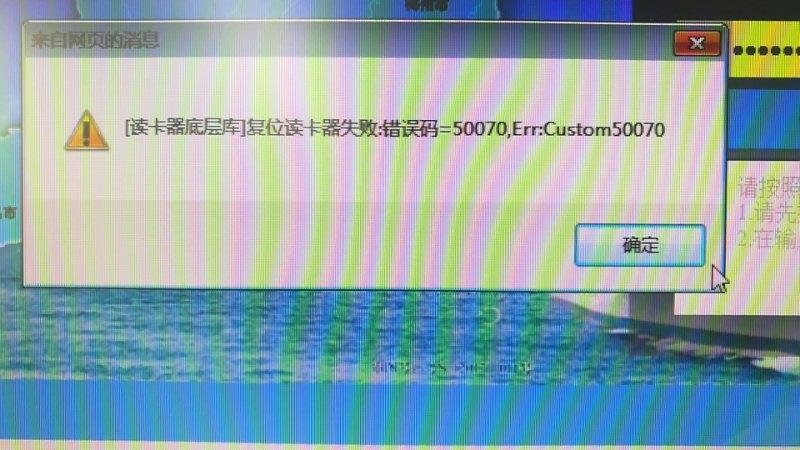 来自网页的消息
[读卡器底层库]复位读卡器失败:错误码=50070,Err:Custom50070
确定
请按照
1.请先
2.在输
市